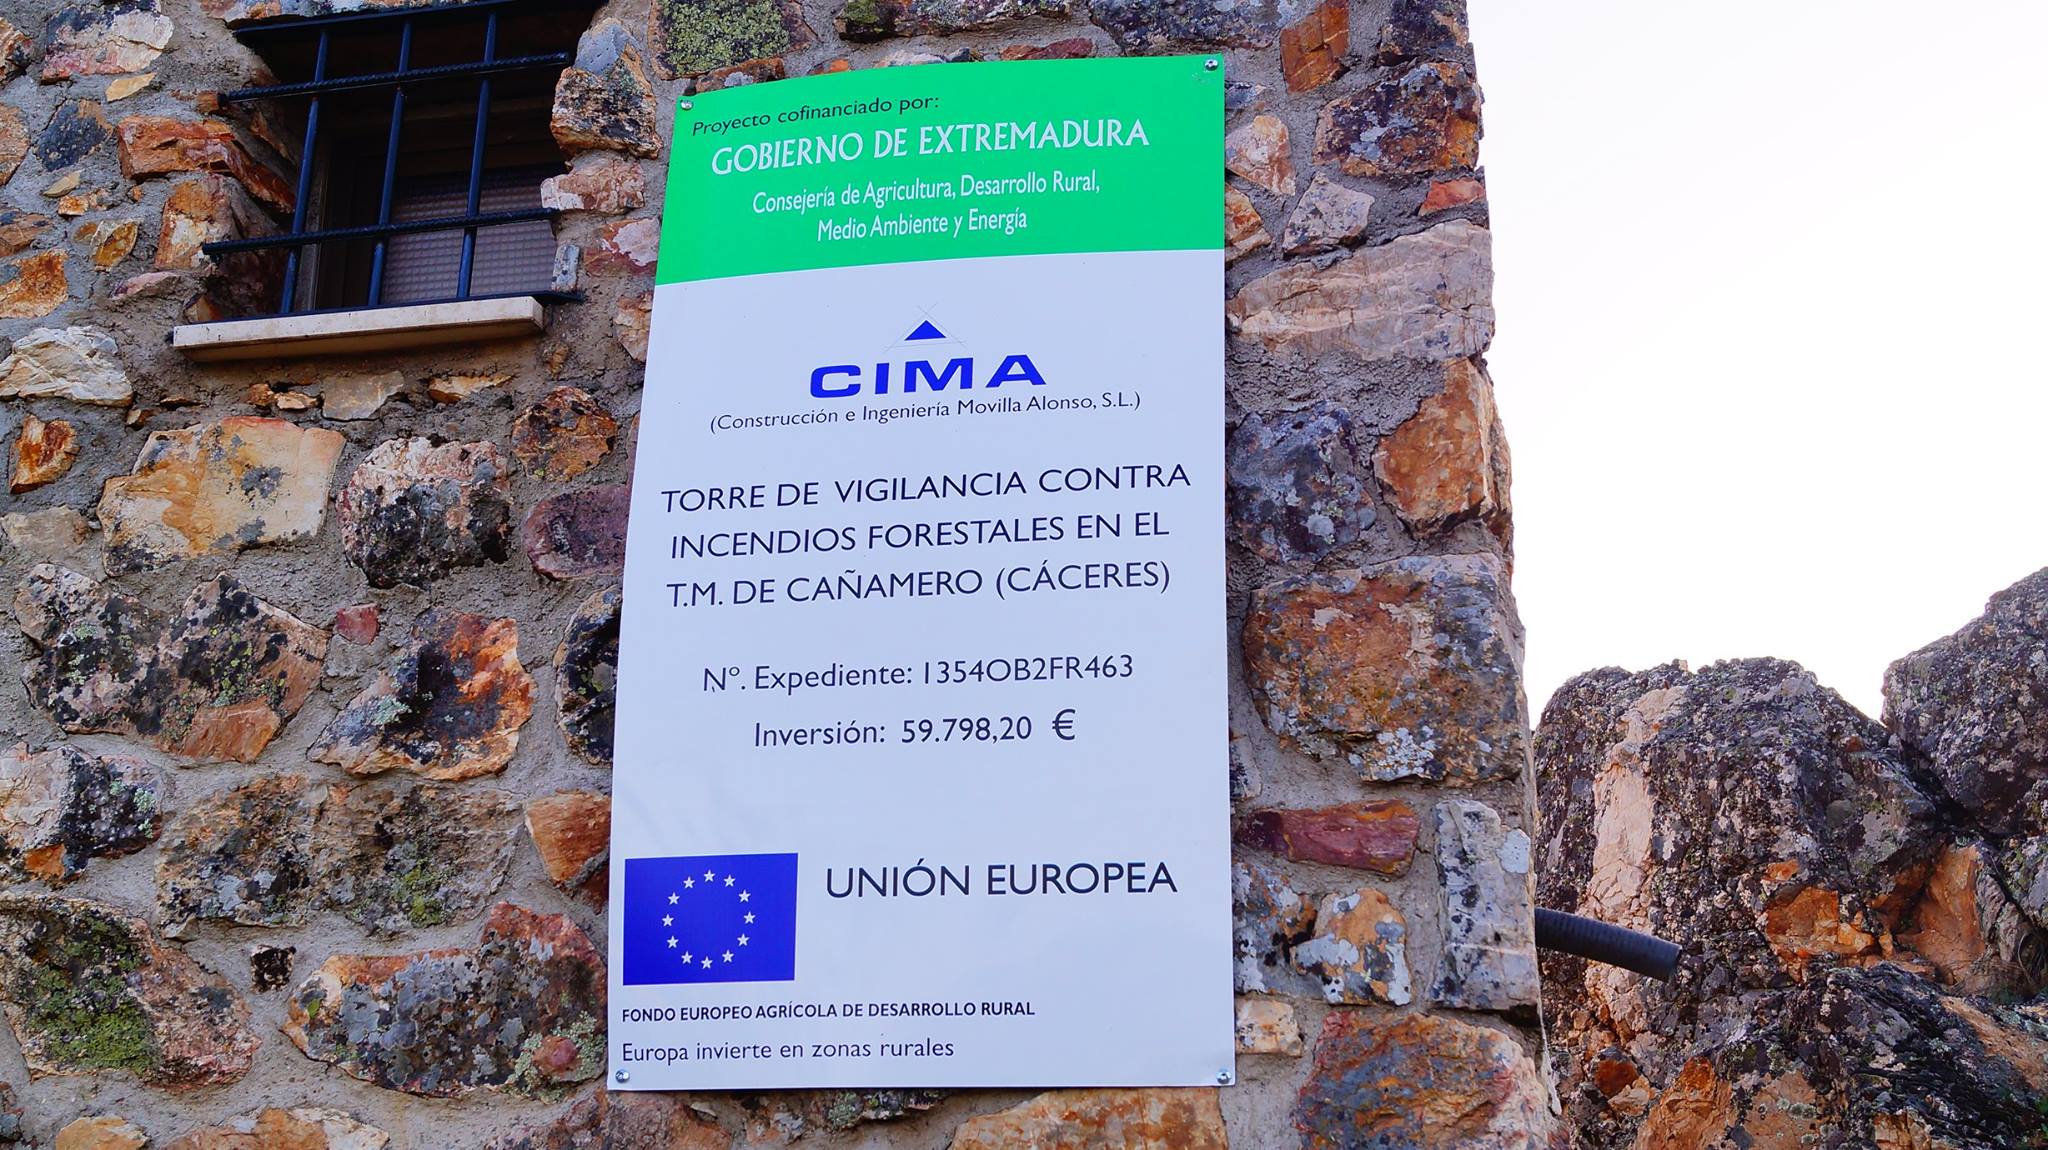 Proyecto cofinanciado por:
GOBIERNO DE EXTREMADURA
Consejería de Agricultura, Desarrollo Rural,
Medio Ambiente y Energía
CIMA
(Construcción e Ingeniería Movilla Alonso, S.L.)
TORRE DE VIGILANCIA CONTRA
INCENDIOS FORESTALES EN EL
T.M. DE CAÑAMERO (CÁCERES)
Nº. Expediente: 1354OB2FR463
Inversión: 59.798,20 €
UNIÓN EUROPEA
FONDO EUROPEO AGRÍCOLA DE DESARROLLO RURAL
Europa invierte en zonas rurales